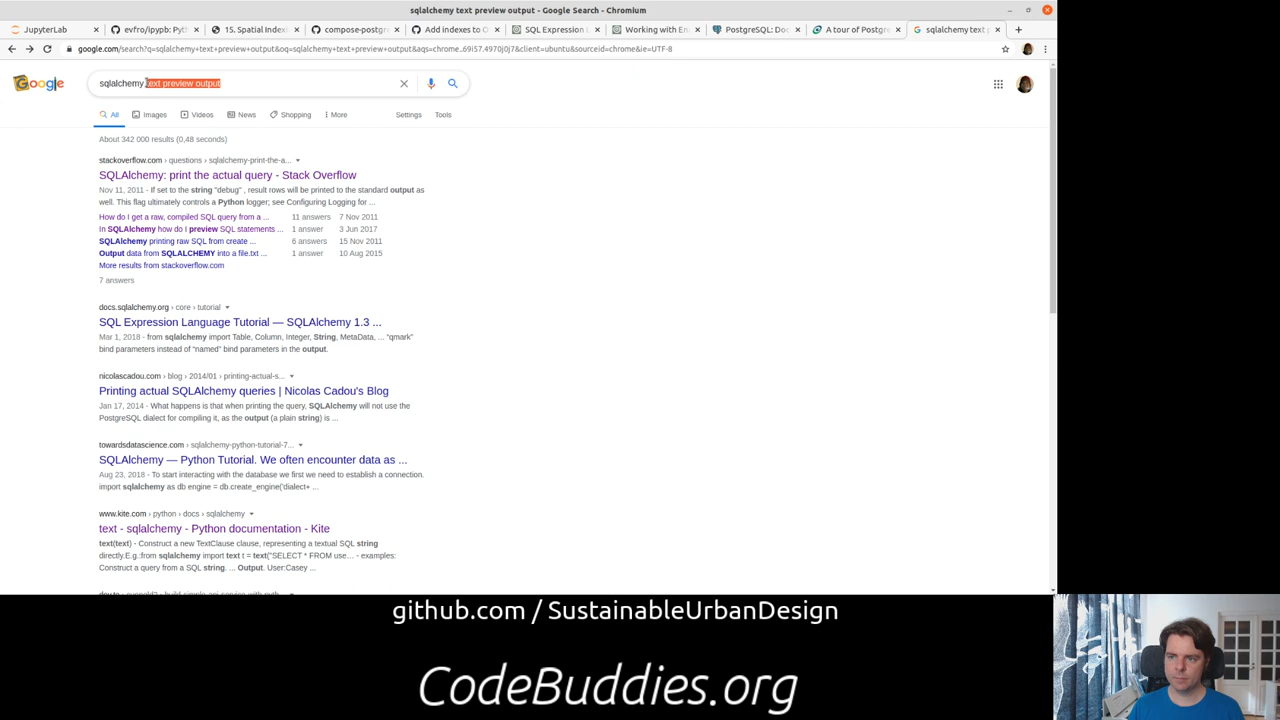 sqlalchemy text preview output - Google Search - Chromium
JupyterLab
evfro/ipypb: Pyth
15. Spatial Indexi
compose-postgr
Add indexes to O
SQL Expression L
Working with Eng
PostgreSQL: Doc
A tour of Postgre
sqlalchemy text p
google.com/search?q=sqlalchemy+text+preview+output&oq=sqlalchemy+text+preview+output&aqs=chrome..69i57.4970j0j7&client=ubuntu&sourceid=chrome&ie=UTF-8
Google
sqlalchemy text preview output
All
Images
Videos
News
Shopping
More
Settings
Tools
About 342 000 results (0,48 seconds)
stackoverflow.com › questions › sqlalchemy-print-the-a...
SQLAlchemy: print the actual query - Stack Overflow
Nov 11, 2011 - If set to the string "debug" , result rows will be printed to the standard output as
well. This flag ultimately controls a Python logger; see Configuring Logging for ...
How do I get a raw, compiled SQL query from a ... 11 answers 7 Nov 2011
In SQLAlchemy how do I preview SQL statements ... 1 answer 3 Jun 2017
SQLAlchemy printing raw SQL from create ... 6 answers 15 Nov 2011
Output data from SQLALCHEMY into a file.txt ... 1 answer 10 Aug 2015
More results from stackoverflow.com
7 answers
docs.sqlalchemy.org › core › tutorial
SQL Expression Language Tutorial — SQLAlchemy 1.3 ...
Mar 1, 2018 - from sqlalchemy import Table, Column, Integer, String, MetaData, ... "qmark"
bind parameters instead of "named" bind parameters in the output.
nicolascadou.com › blog › 2014/01 › printing-actual-s...
Printing actual SQLAlchemy queries | Nicolas Cadou's Blog
Jan 17, 2014 - What happens is that when printing the query, SQLAlchemy will not use the
PostgreSQL dialect for compiling it, as the output (a plain string) is ...
towardsdatascience.com › sqlalchemy-python-tutorial-7...
SQLAlchemy — Python Tutorial. We often encounter data as ...
Aug 23, 2018 - To start interacting with the database we first we need to establish a connection.
import sqlalchemy as db engine = db.create_engine('dialect+ ...
www.kite.com › python › docs › sqlalchemy
text - sqlalchemy - Python documentation - Kite
text(text) - Construct a new TextClause clause, representing a textual SQL string
directly.E.g.:from sqlalchemy import text t = text("SELECT * FROM use... - examples:
Construct a query from a SQL string. ... Output. User:Casey ...
github.com / SustainableUrbanDesign
CodeBuddies.org